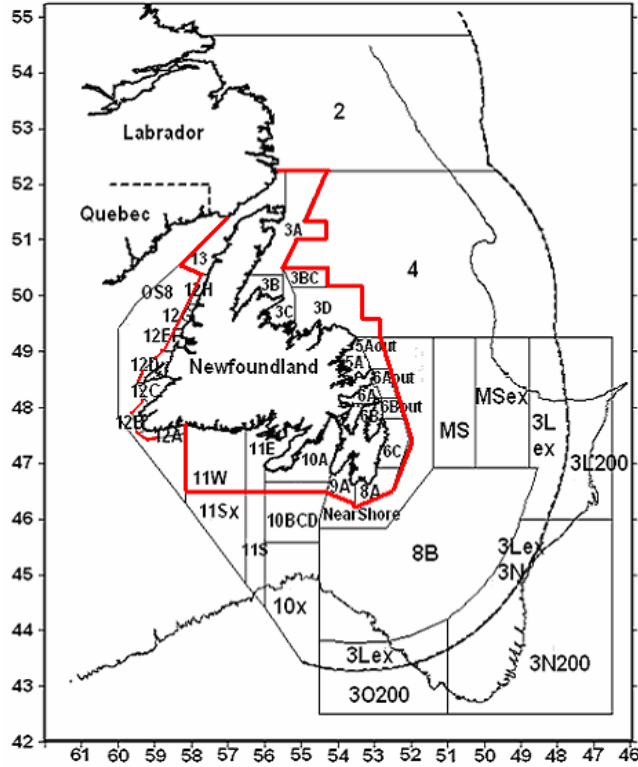 55
54
2
53
Labrador
52
Quebec
51
3A
13
4
OS8
12H
3B
3BC
50
12G
3C
3D
12F
5Aout
49
12D
Newfoundland
5A
6Aout
12C
6A
MSex
6Bout
48
12B
12A
6B
MS
3L
ex
11E
6C
10A
3L200
47
11W
9A
8A
11Sx
10BCD
NearShore
46
11S
8B
3Lex
3N
45
10x
44
3Lex
3N200
43
3O200
42
61 60 59 58 57 56 55 54 53 52 51 50 49 48 47 46